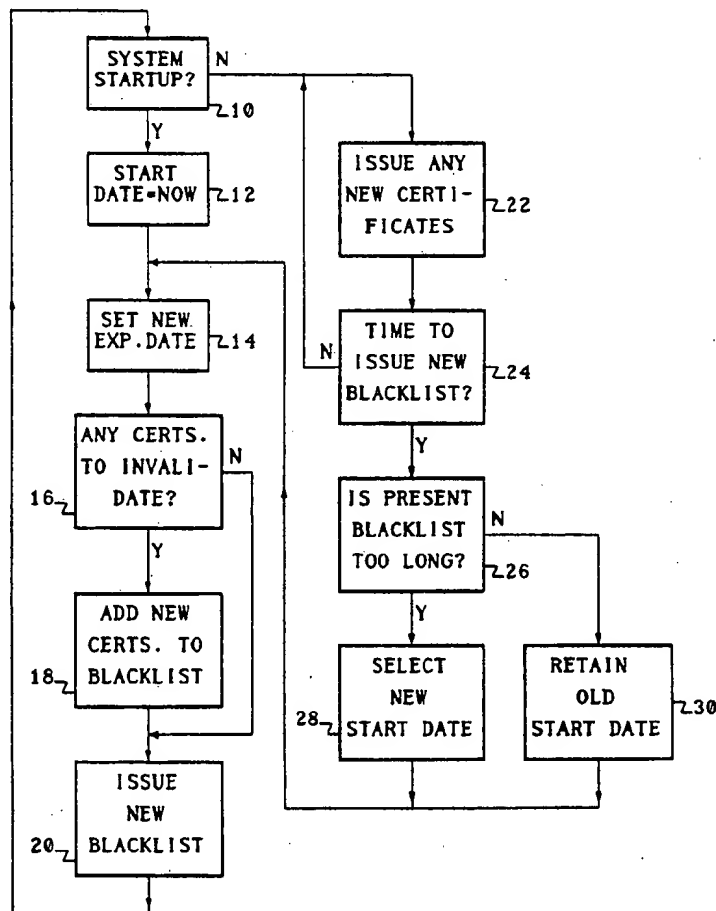 SYSTEM
STARTUP?
N
10
Y
START
DATE=NOW
12
SET NEW
EXP.DATE
14
ANY CERTS.
TO INVALI-
DATE?
N
16
Y
ADD NEW
CERTS. TO
BLACKLIST
18
ISSUE
NEW
BLACKLIST
20
ISSUE ANY
NEW CERTI-
FICATES
22
TIME TO
ISSUE NEW
BLACKLIST?
N
24
Y
IS PRESENT
BLACKLIST
TOO LONG?
N
26
Y
SELECT
NEW
START DATE
28
RETAIN
OLD
START DATE
30